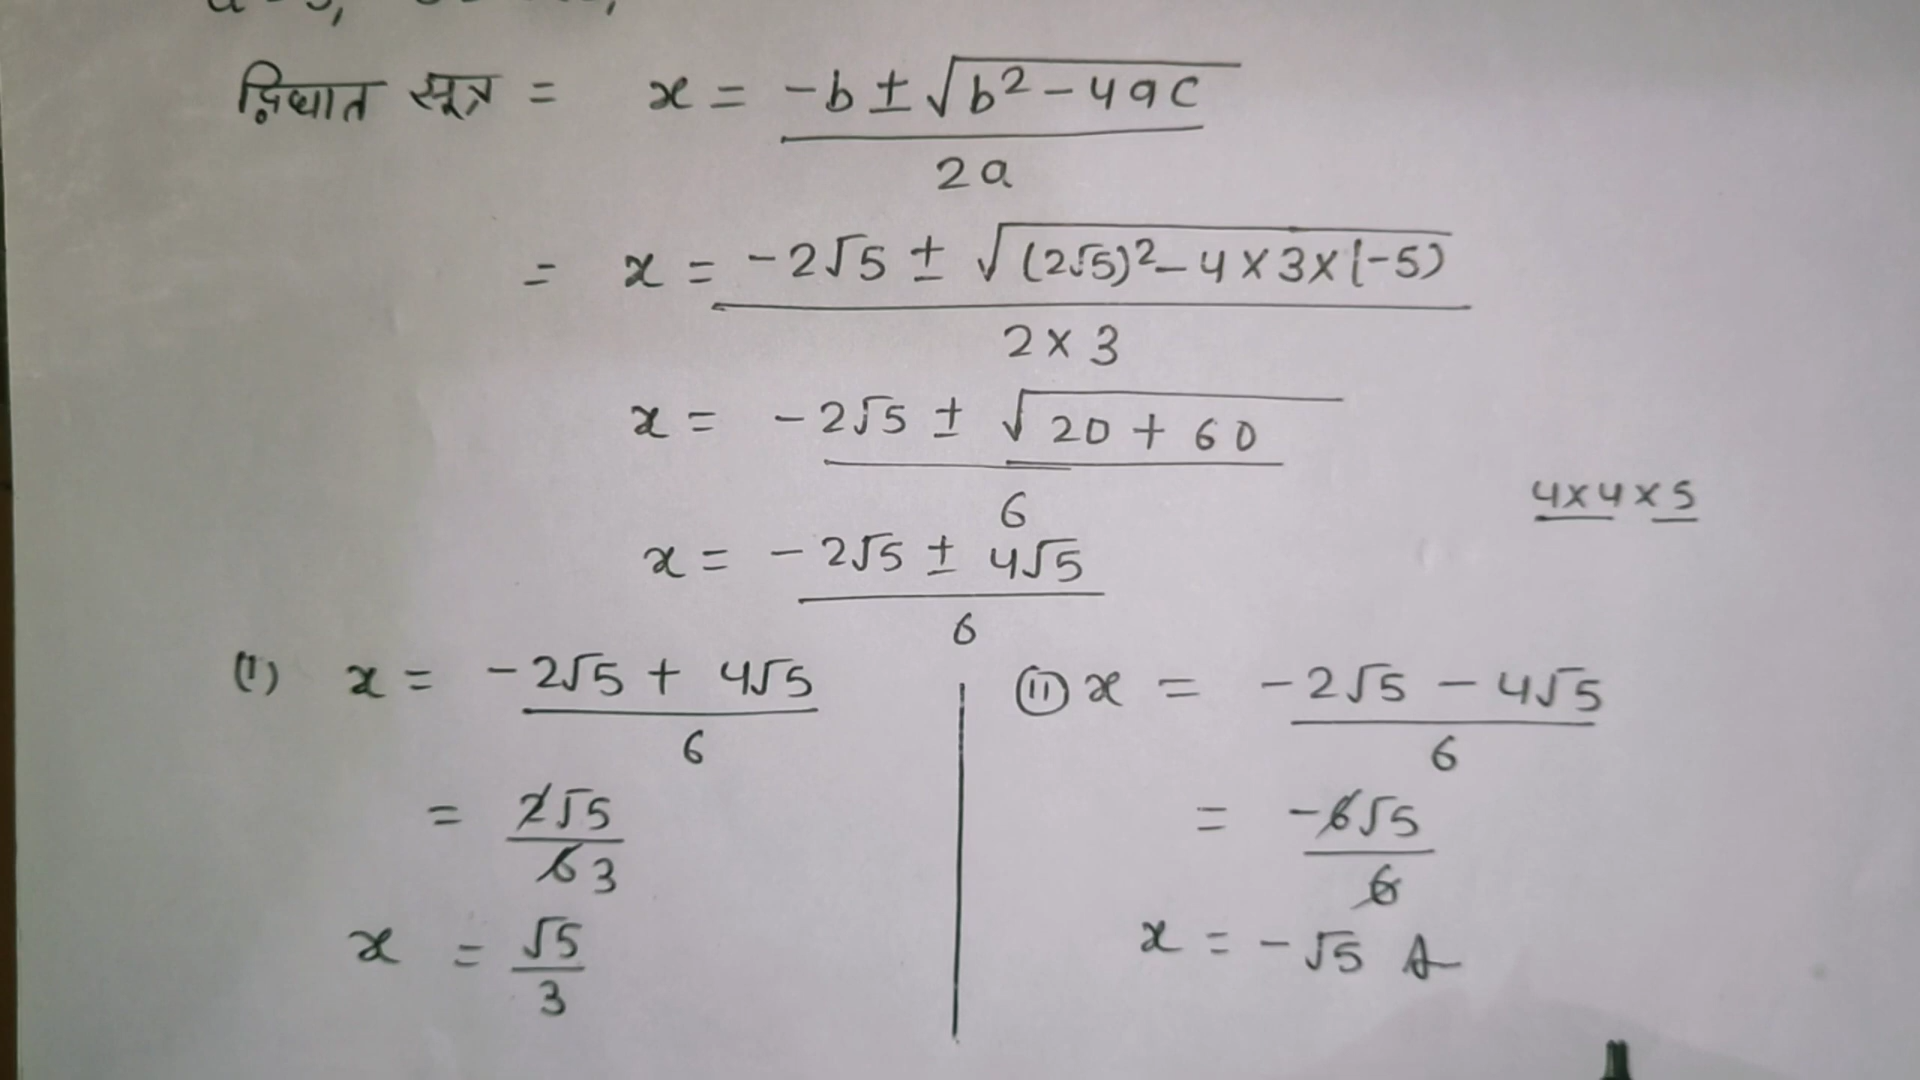 द्विघात सूत्र = x = -b ± √b² - 4ac / 2a
= x = -2√5 ± √(2√5)² - 4 × 3 × (-5) / 2 × 3
x = -2√5 ± √20 + 60 / 6
4×4×5
x = -2√5 ± 4√5 / 6
(I) x = -2√5 + 4√5 / 6
= 2√5 / 6 3
x = √5 / 3
(II) x = -2√5 - 4√5 / 6
= -6√5 / 6
x = -√5 A